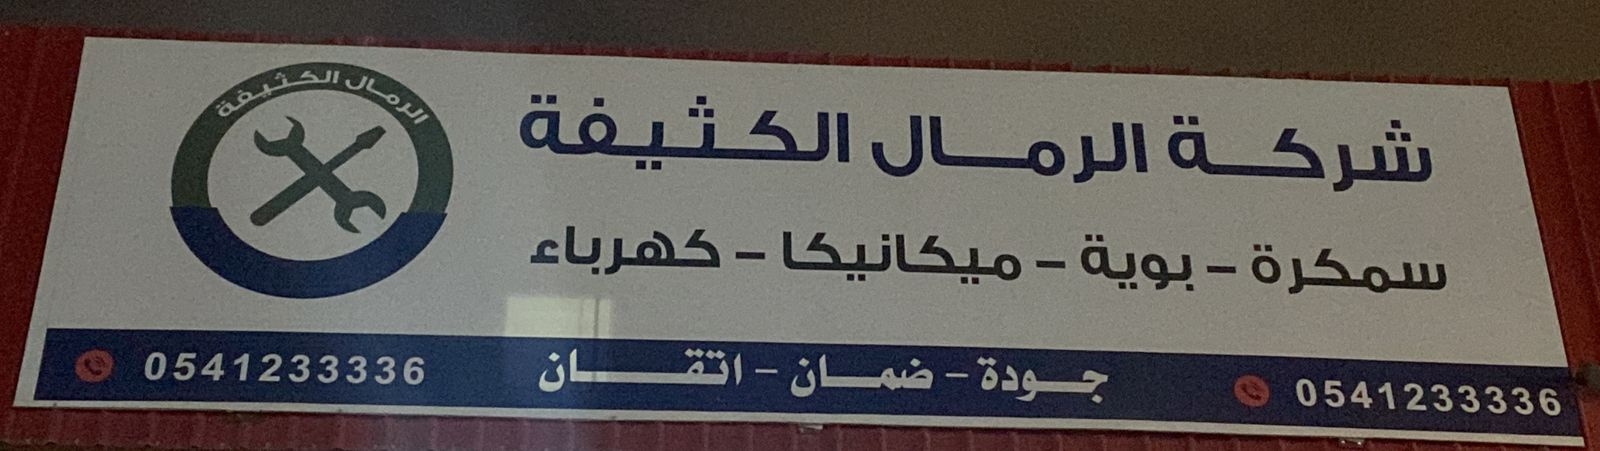 الرمال الكثيفة
شركة الرمال الكثيفة
سمكرة - بوية - ميكانيكا - كهرباء
0541233336 جودة - ضمان - اتقان 0541233336